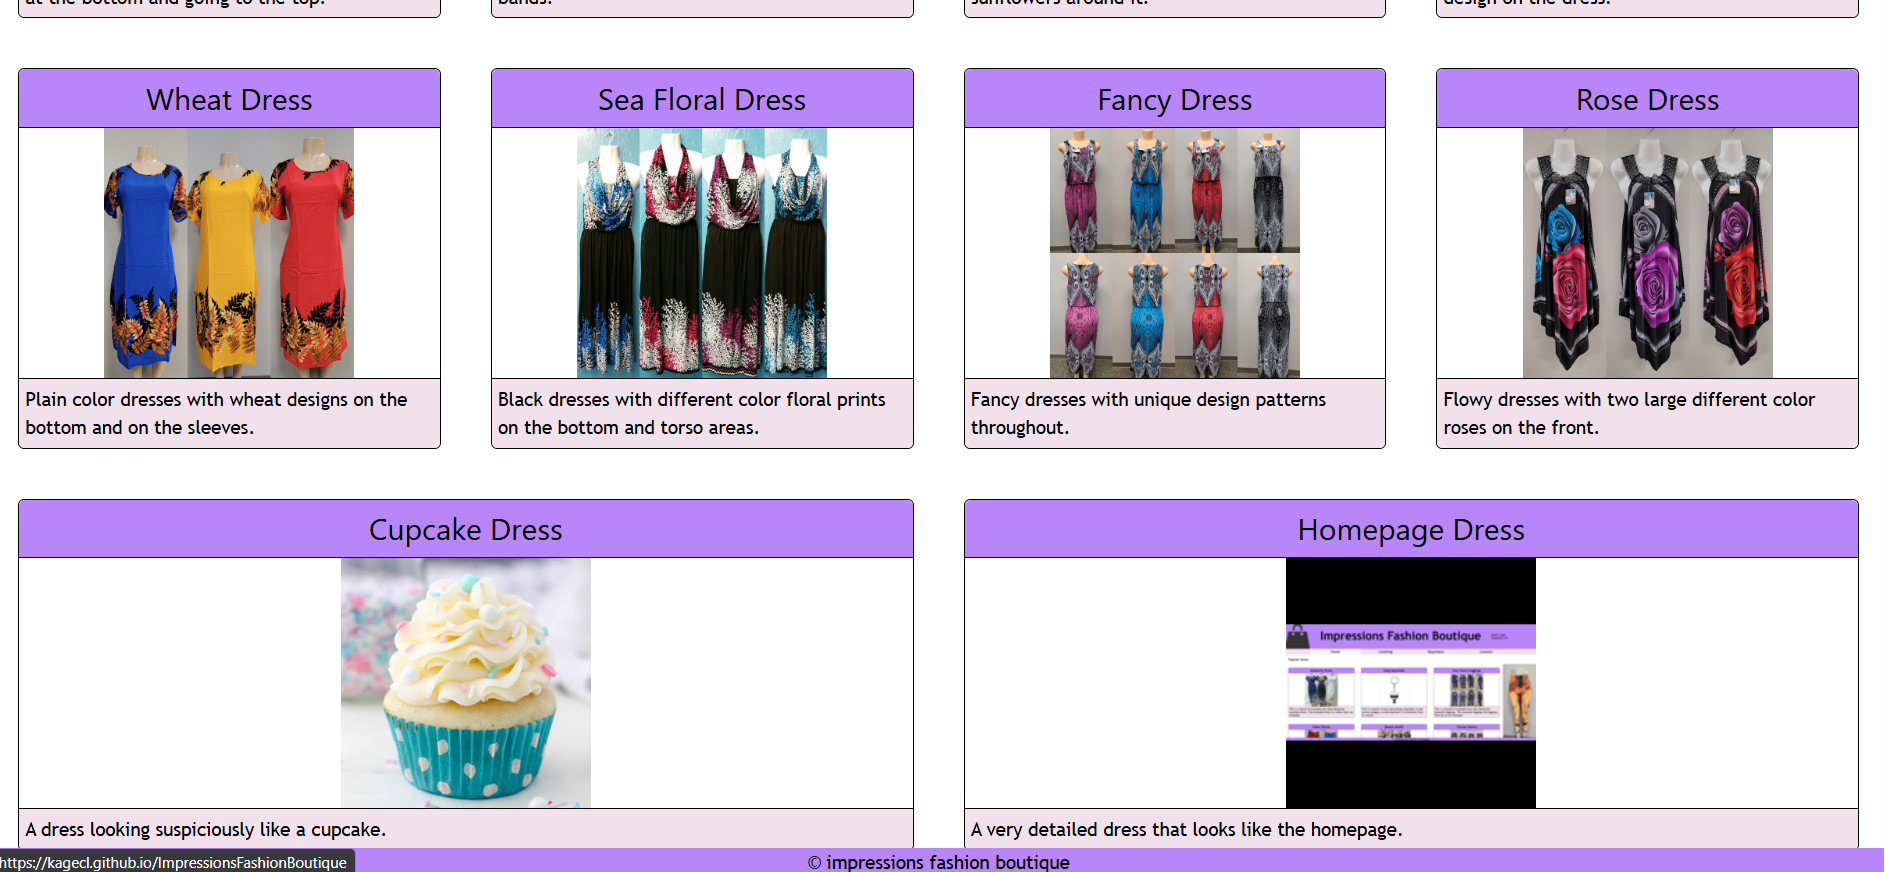 at the bottom and going to the top.
bands.
sunflowers around it.
design on the dress.
Wheat Dress
Sea Floral Dress
Fancy Dress
Rose Dress
Plain color dresses with wheat designs on the
bottom and on the sleeves.
Black dresses with different color floral prints
on the bottom and torso areas.
Fancy dresses with unique design patterns
throughout.
Flowy dresses with two large different color
roses on the front.
Cupcake Dress
Homepage Dress
Impressions Fashion Boutique
Home
Clothing
Keychains
Contact
A dress looking suspiciously like a cupcake.
A very detailed dress that looks like the homepage.
https://kagecl.github.io/ImpressionsFashionBoutique
© impressions fashion boutique